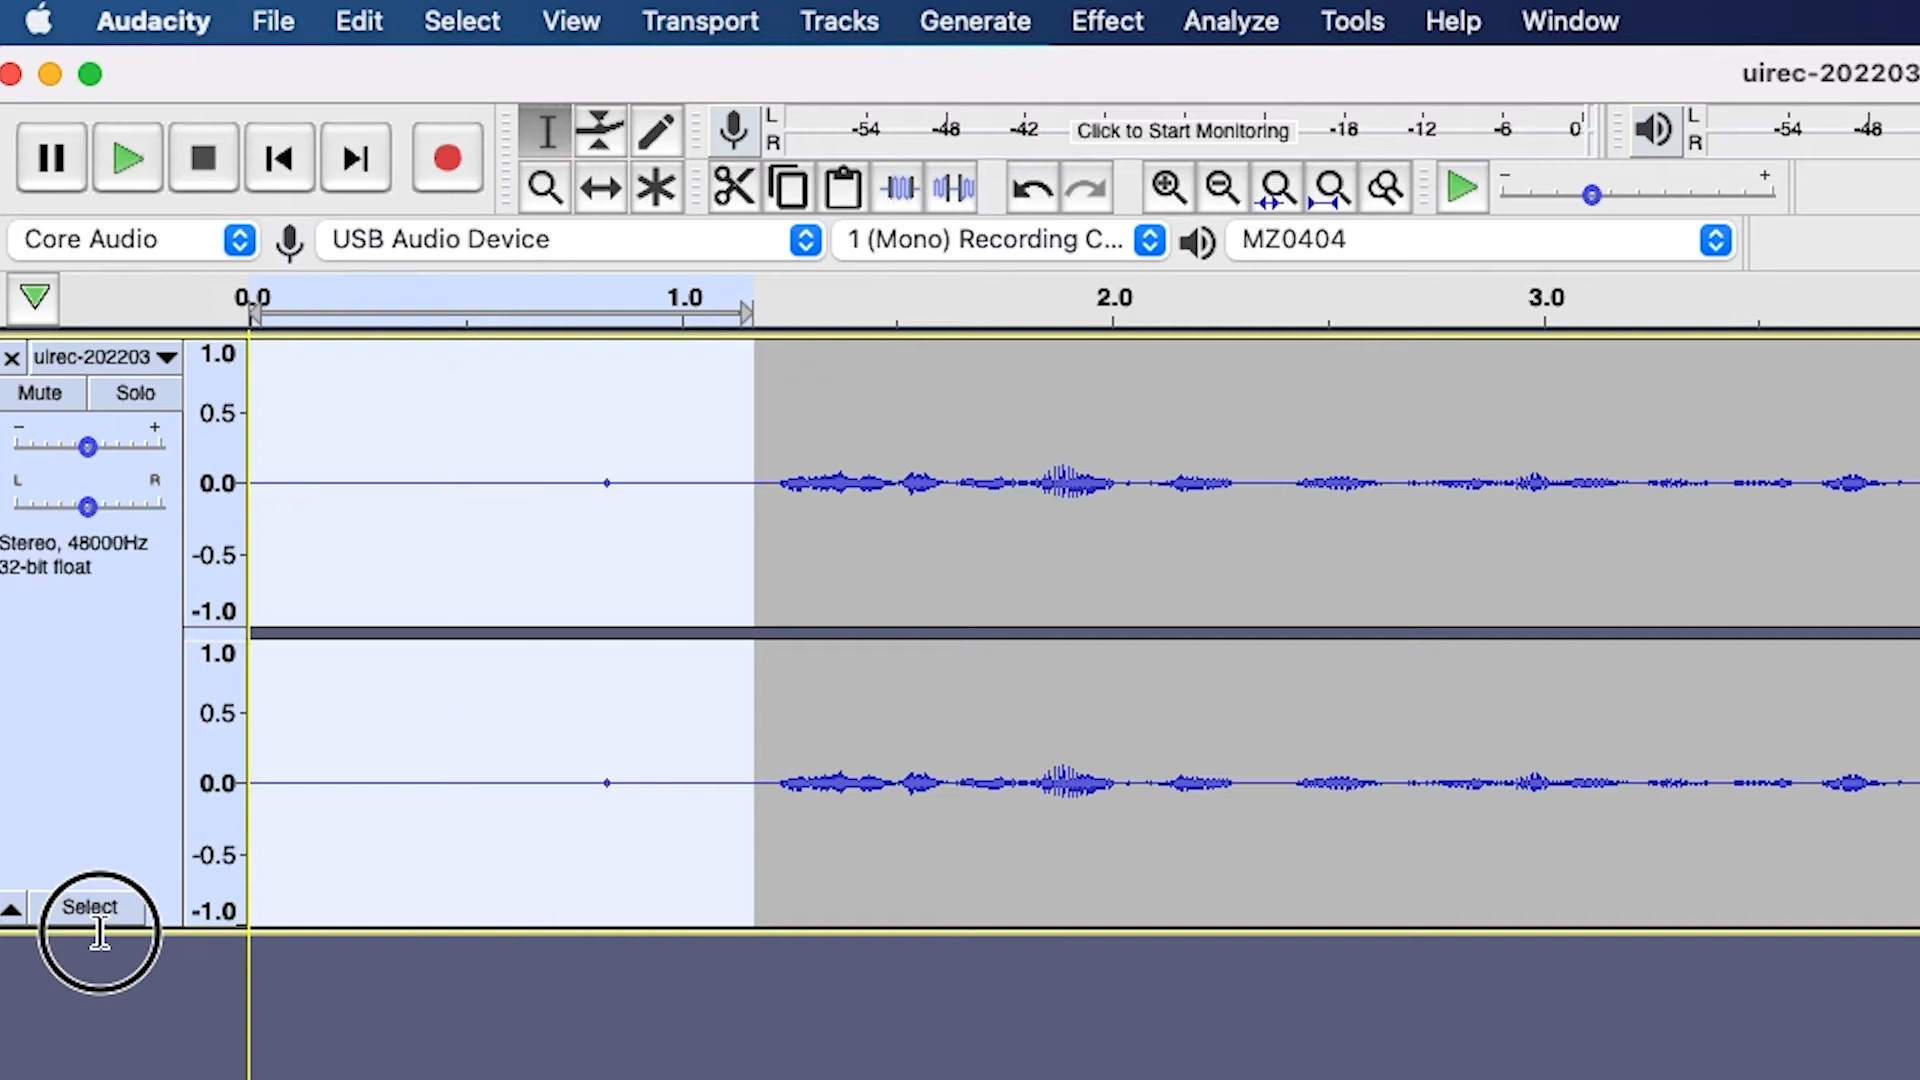 Audacity File Edit Select View Transport Tracks Generate Effect Analyze Tools Help Window
uirec-202203
L
R
-54 -48 -42 Click to Start Monitoring -18 -12 -6 0
L
R
-54 -48
- +
Core Audio USB Audio Device 1 (Mono) Recording C... MZ0404
0.0 1.0 2.0 3.0
uirec-202203
Mute Solo
- +
L R
Stereo, 48000Hz
32-bit float
Select
1.0
0.5
0.0
-0.5
-1.0
1.0
0.5
0.0
-0.5
-1.0